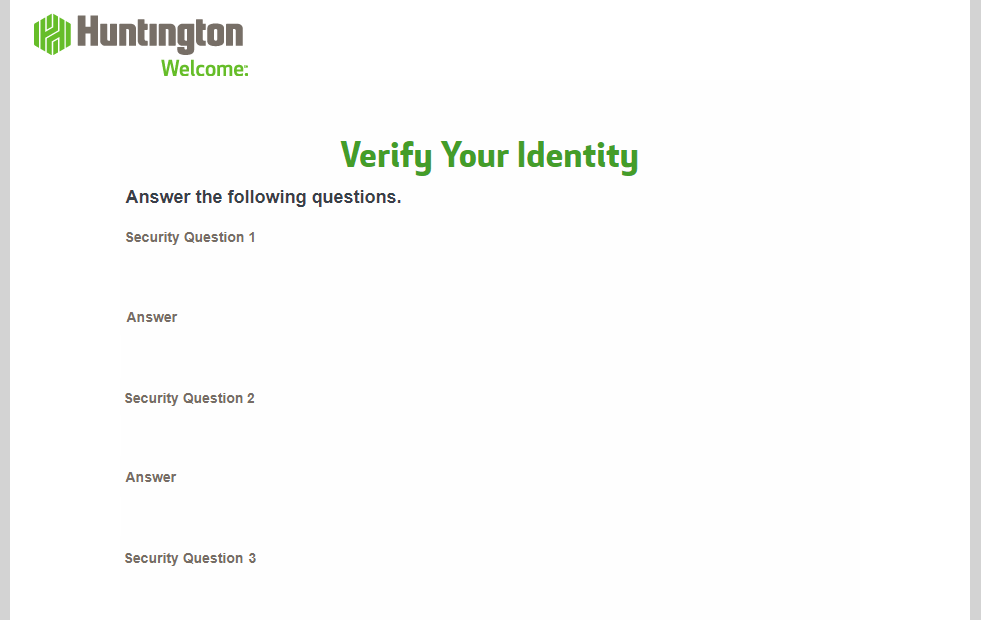 Huntington
Welcome.
Verify Your Identity
Answer the following questions.
Security Question 1
Answer
Security Question 2
Answer
Security Question 3